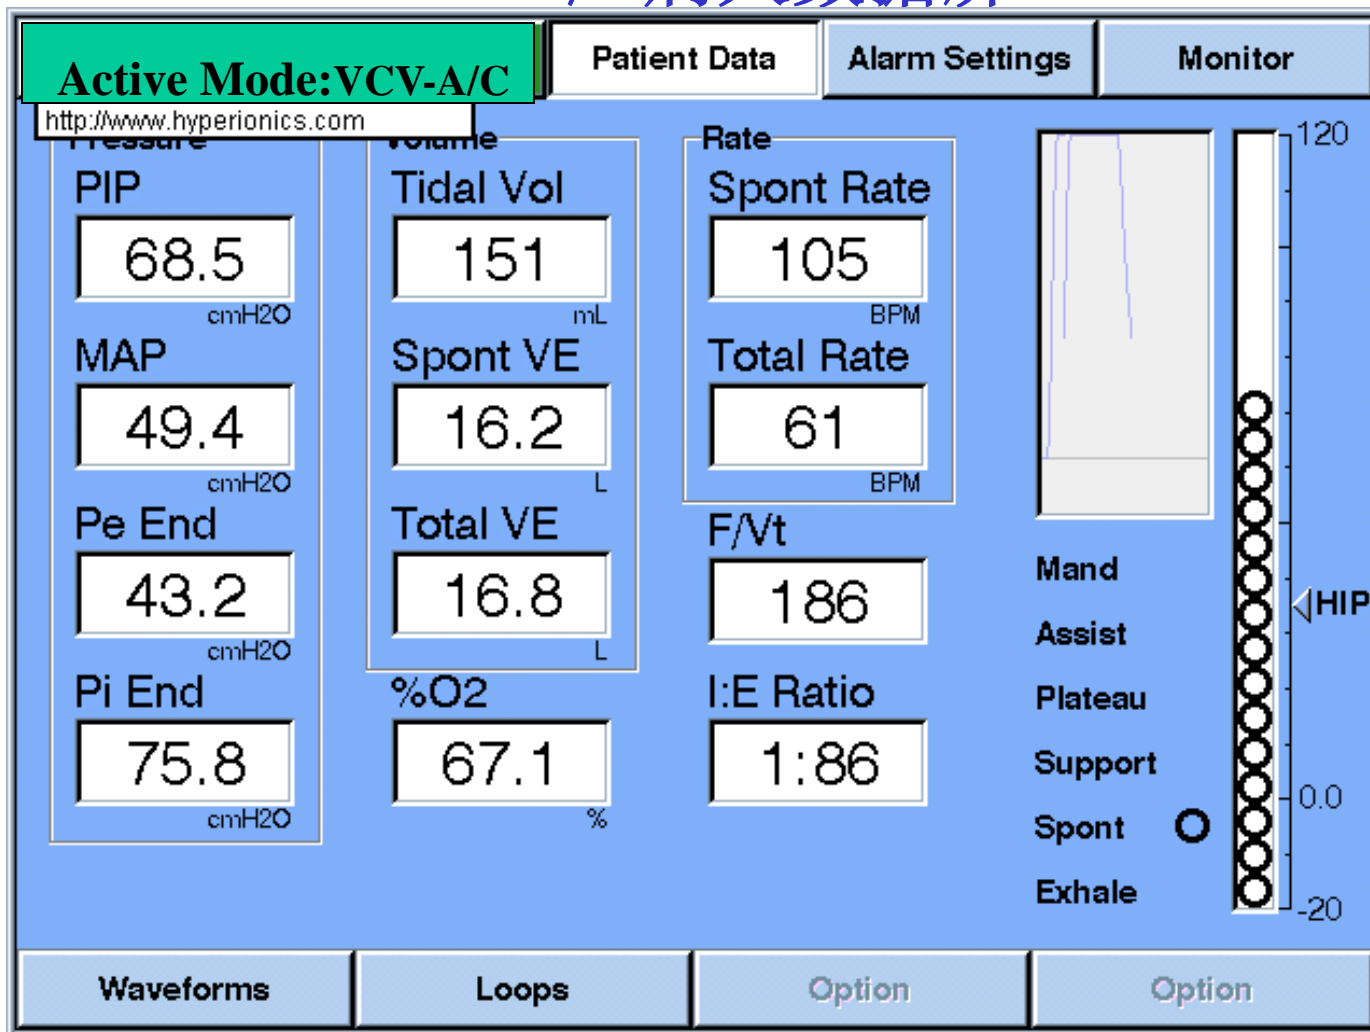 Active Mode:VCV-A/C
Patient Data
Alarm Settings
Monitor
http://www.hyperionics.com
Pressure
PIP
68.5
cmH2O
MAP
49.4
cmH2O
Pe End
43.2
cmH2O
Pi End
75.8
cmH2O
Volume
Tidal Vol
151
mL
Spont VE
16.2
L
Total VE
16.8
L
%O2
67.1
%
Rate
Spont Rate
105
BPM
Total Rate
61
BPM
F/Vt
186
I:E Ratio
1:86
Mand
Assist
Plateau
Support
Spont
Exhale
120
HIP
0.0
-20
Waveforms
Loops
Option
Option